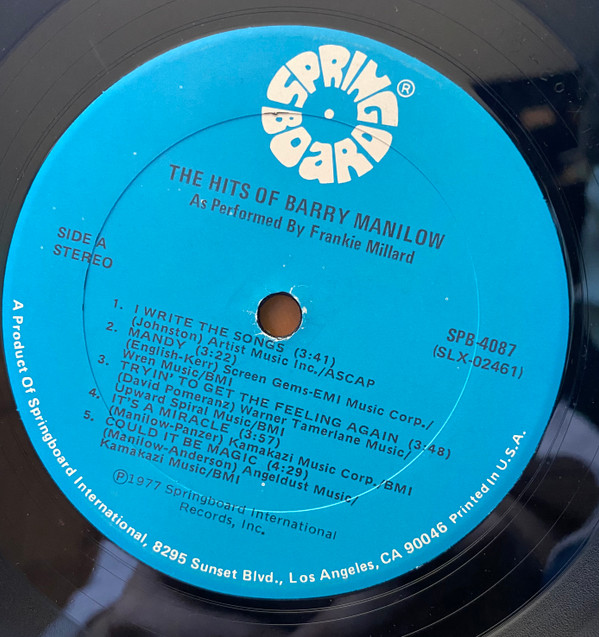 SPRINGBOARD®
THE HITS OF BARRY MANILOW
As Performed By Frankie Millard
SIDE A
STEREO
SPB-4087
(SLX-02461)
1. I WRITE THE SONGS (3:41)
(Johnston) Artist Music Inc./ASCAP
2. MANDY (3:22)
(English-Kerr) Screen Gems-EMI Music Corp./
Wren Music/BMI
3. TRYIN' TO GET THE FEELING AGAIN (3:48)
(David Pomeranz) Warner Tamerlane Music/
Upward Spiral Music/BMI
4. IT'S A MIRACLE (3:57)
(Manilow-Panzer) Kamakazi Music Corp./BMI
5. COULD IT BE MAGIC (4:29)
(Manilow-Anderson) Angeldust Music/
Kamakazi Music/BMI
℗1977 Springboard International
Records, Inc.
A Product Of Springboard International, 8295 Sunset Blvd., Los Angeles, CA 90046 Printed In U.S.A.